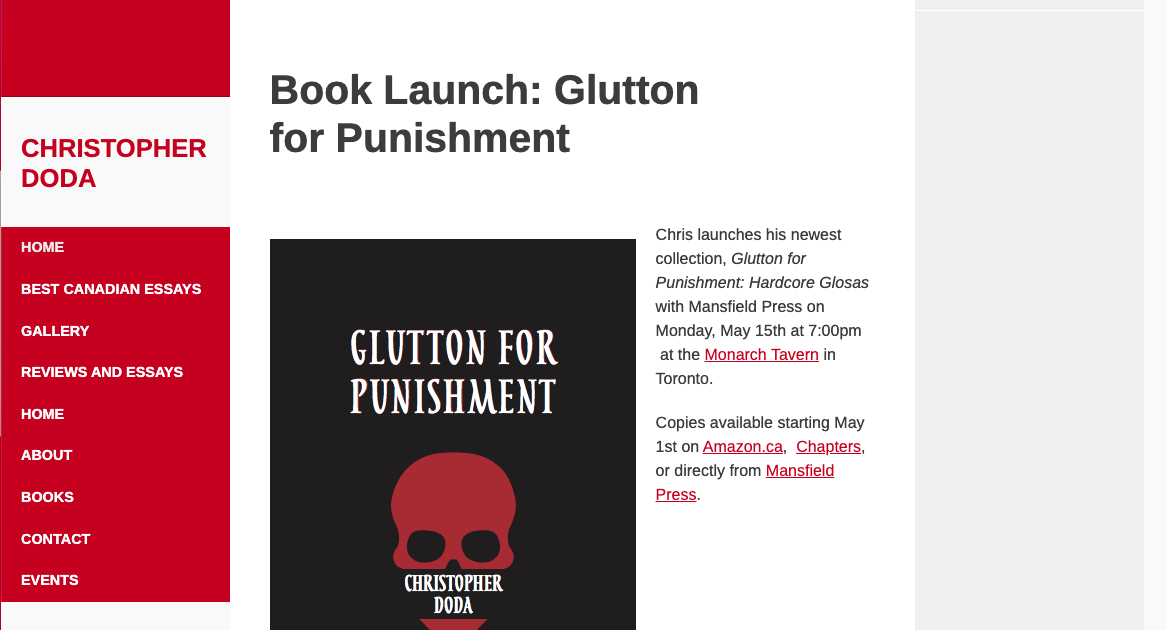 CHRISTOPHER
DODA
HOME
BEST CANADIAN ESSAYS
GALLERY
REVIEWS AND ESSAYS
HOME
ABOUT
BOOKS
CONTACT
EVENTS
Book Launch: Glutton
for Punishment
GLUTTON FOR
PUNISHMENT
CHRISTOPHER
DODA
Chris launches his newest
collection, Glutton for
Punishment: Hardcore Glosas
with Mansfield Press on
Monday, May 15th at 7:00pm
at the Monarch Tavern in
Toronto.
Copies available starting May
1st on Amazon.ca,  Chapters,
or directly from Mansfield
Press.